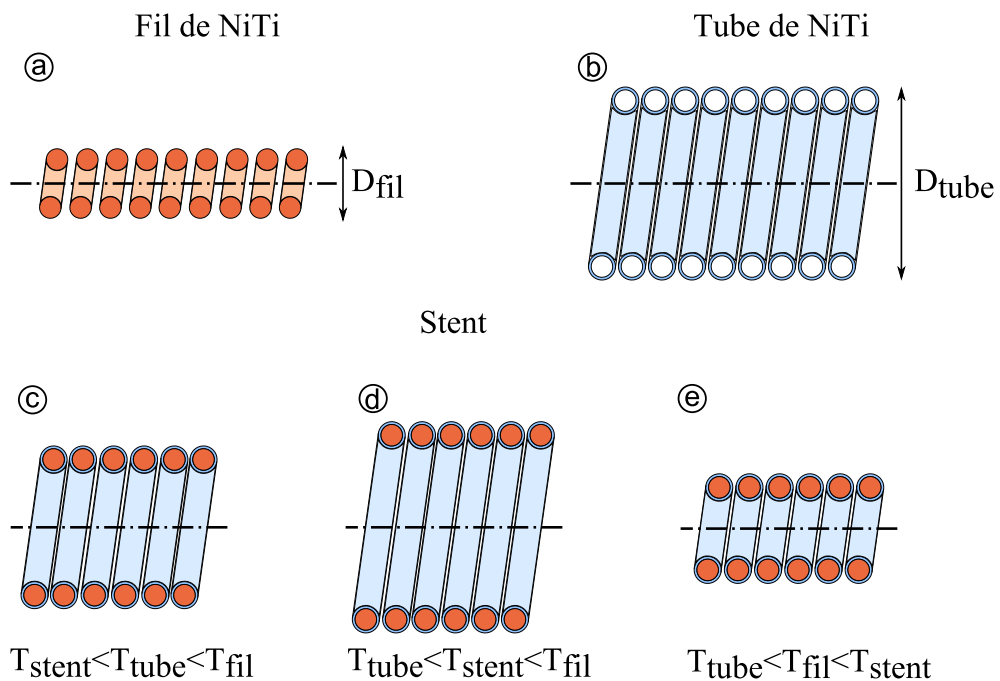 Fil de NiTi
Tube de NiTi
ⓐ
ⓑ
Dfil
Dtube
Stent
ⓒ
ⓓ
ⓔ
Tstent<Ttube<Tfil
Ttube<Tstent<Tfil
Ttube<Tfil<Tstent